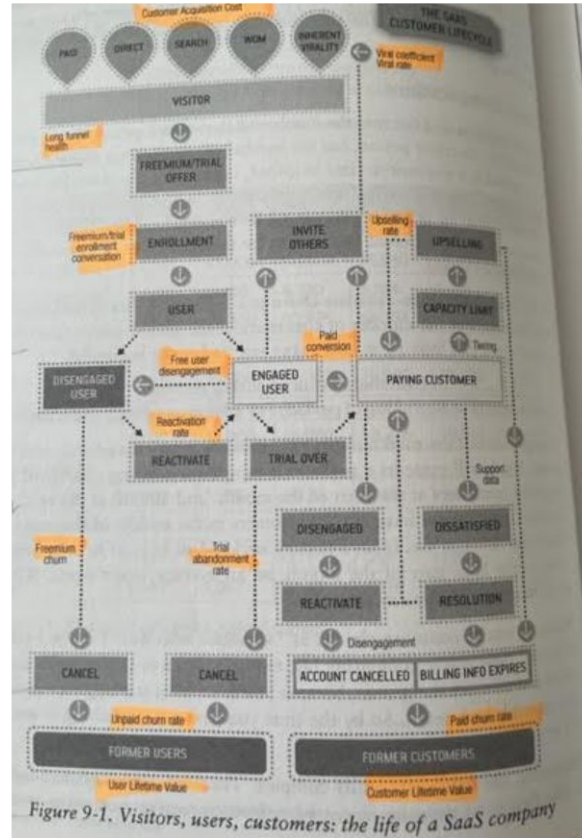 Customer Acquisition Cost
THE SAAS
CUSTOMER LIFECYCLE
PAID
DIRECT
SEARCH
WOM
INHERENT
VIRALITY
Viral coefficient
Viral rate
VISITOR
Long funnel
health
FREEMIUM/TRIAL
OFFER
Freemium/trial
enrollment
conversation
ENROLLMENT
INVITE
OTHERS
Upselling
rate
UPSELLING
USER
CAPACITY LIMIT
Paid
conversion
Tiering
Free user
disengagement
DISENGAGED
USER
ENGAGED
USER
PAYING CUSTOMER
Reactivation
rate
REACTIVATE
TRIAL OVER
Support
data
DISENGAGED
DISSATISFIED
Freemium
churn
Trial
abandonment
rate
REACTIVATE
RESOLUTION
Disengagement
CANCEL
CANCEL
ACCOUNT CANCELLED
BILLING INFO EXPIRES
Unpaid churn rate
Paid churn rate
FORMER USERS
FORMER CUSTOMERS
User Lifetime Value
Customer Lifetime Value
Figure 9-1. Visitors, users, customers: the life of a SaaS company